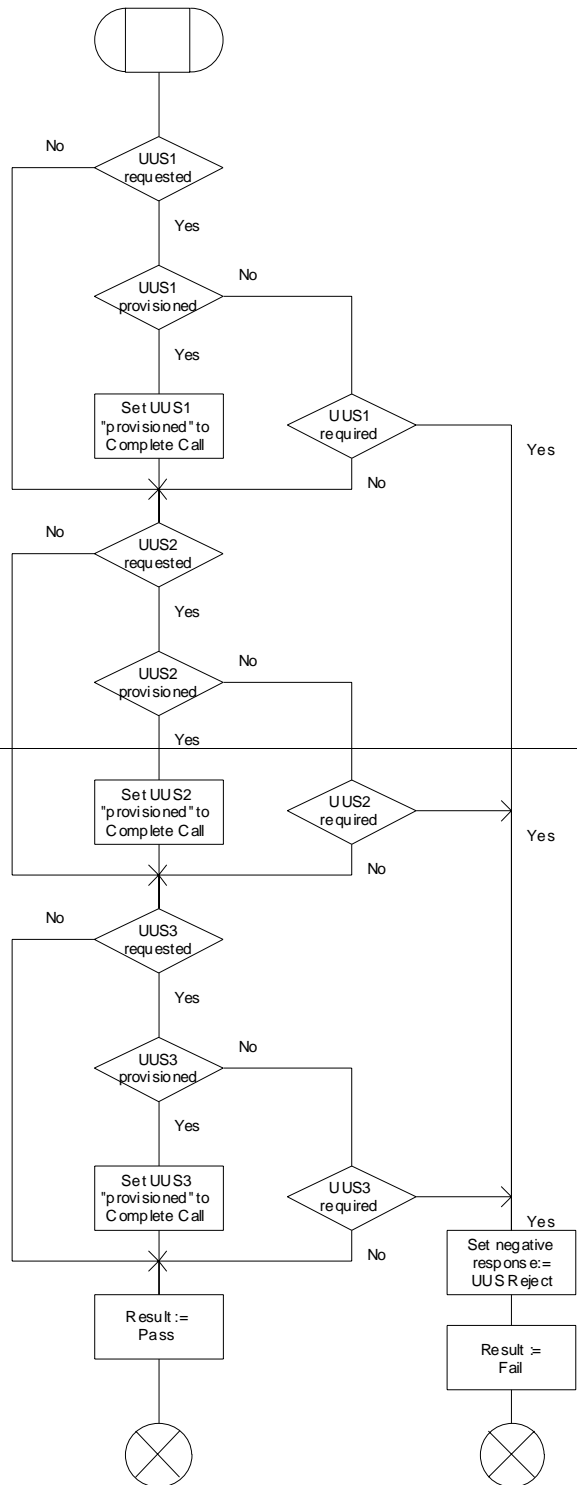 No
UUS1
requested
Yes
UUS1
provisioned
No
Yes
Set UUS1
"provisioned" to
Complete Call
UUS1
required
Yes
No
No
UUS2
requested
Yes
UUS2
provisioned
No
Yes
Set UUS2
"provisioned" to
Complete Call
UUS2
required
Yes
No
No
UUS3
requested
Yes
UUS3
provisioned
No
Yes
Set UUS3
"provisioned" to
Complete Call
UUS3
required
Yes
No
Set negative
response:=
UUS Reject
Result :=
Pass
Result :=
Fail